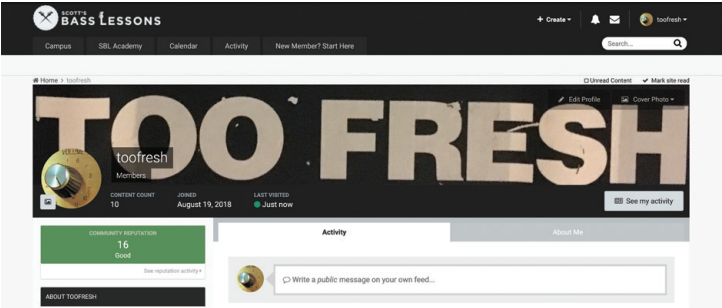 SCOTT'S
BASS LESSONS
+ Create
toofresh
Campus
SBL Academy
Calendar
Activity
New Member? Start Here
Search...
Home > toofresh
Unread Content
Mark site read
TOO FRESH
Edit Profile
Cover Photo
VOLUME
toofresh
Members
CONTENT COUNT
10
JOINED
August 19, 2018
LAST VISITED
Just now
See my activity
COMMUNITY REPUTATION
16
Good
See reputation activity >
ABOUT TOOFRESH
Activity
About Me
Write a public message on your own feed...